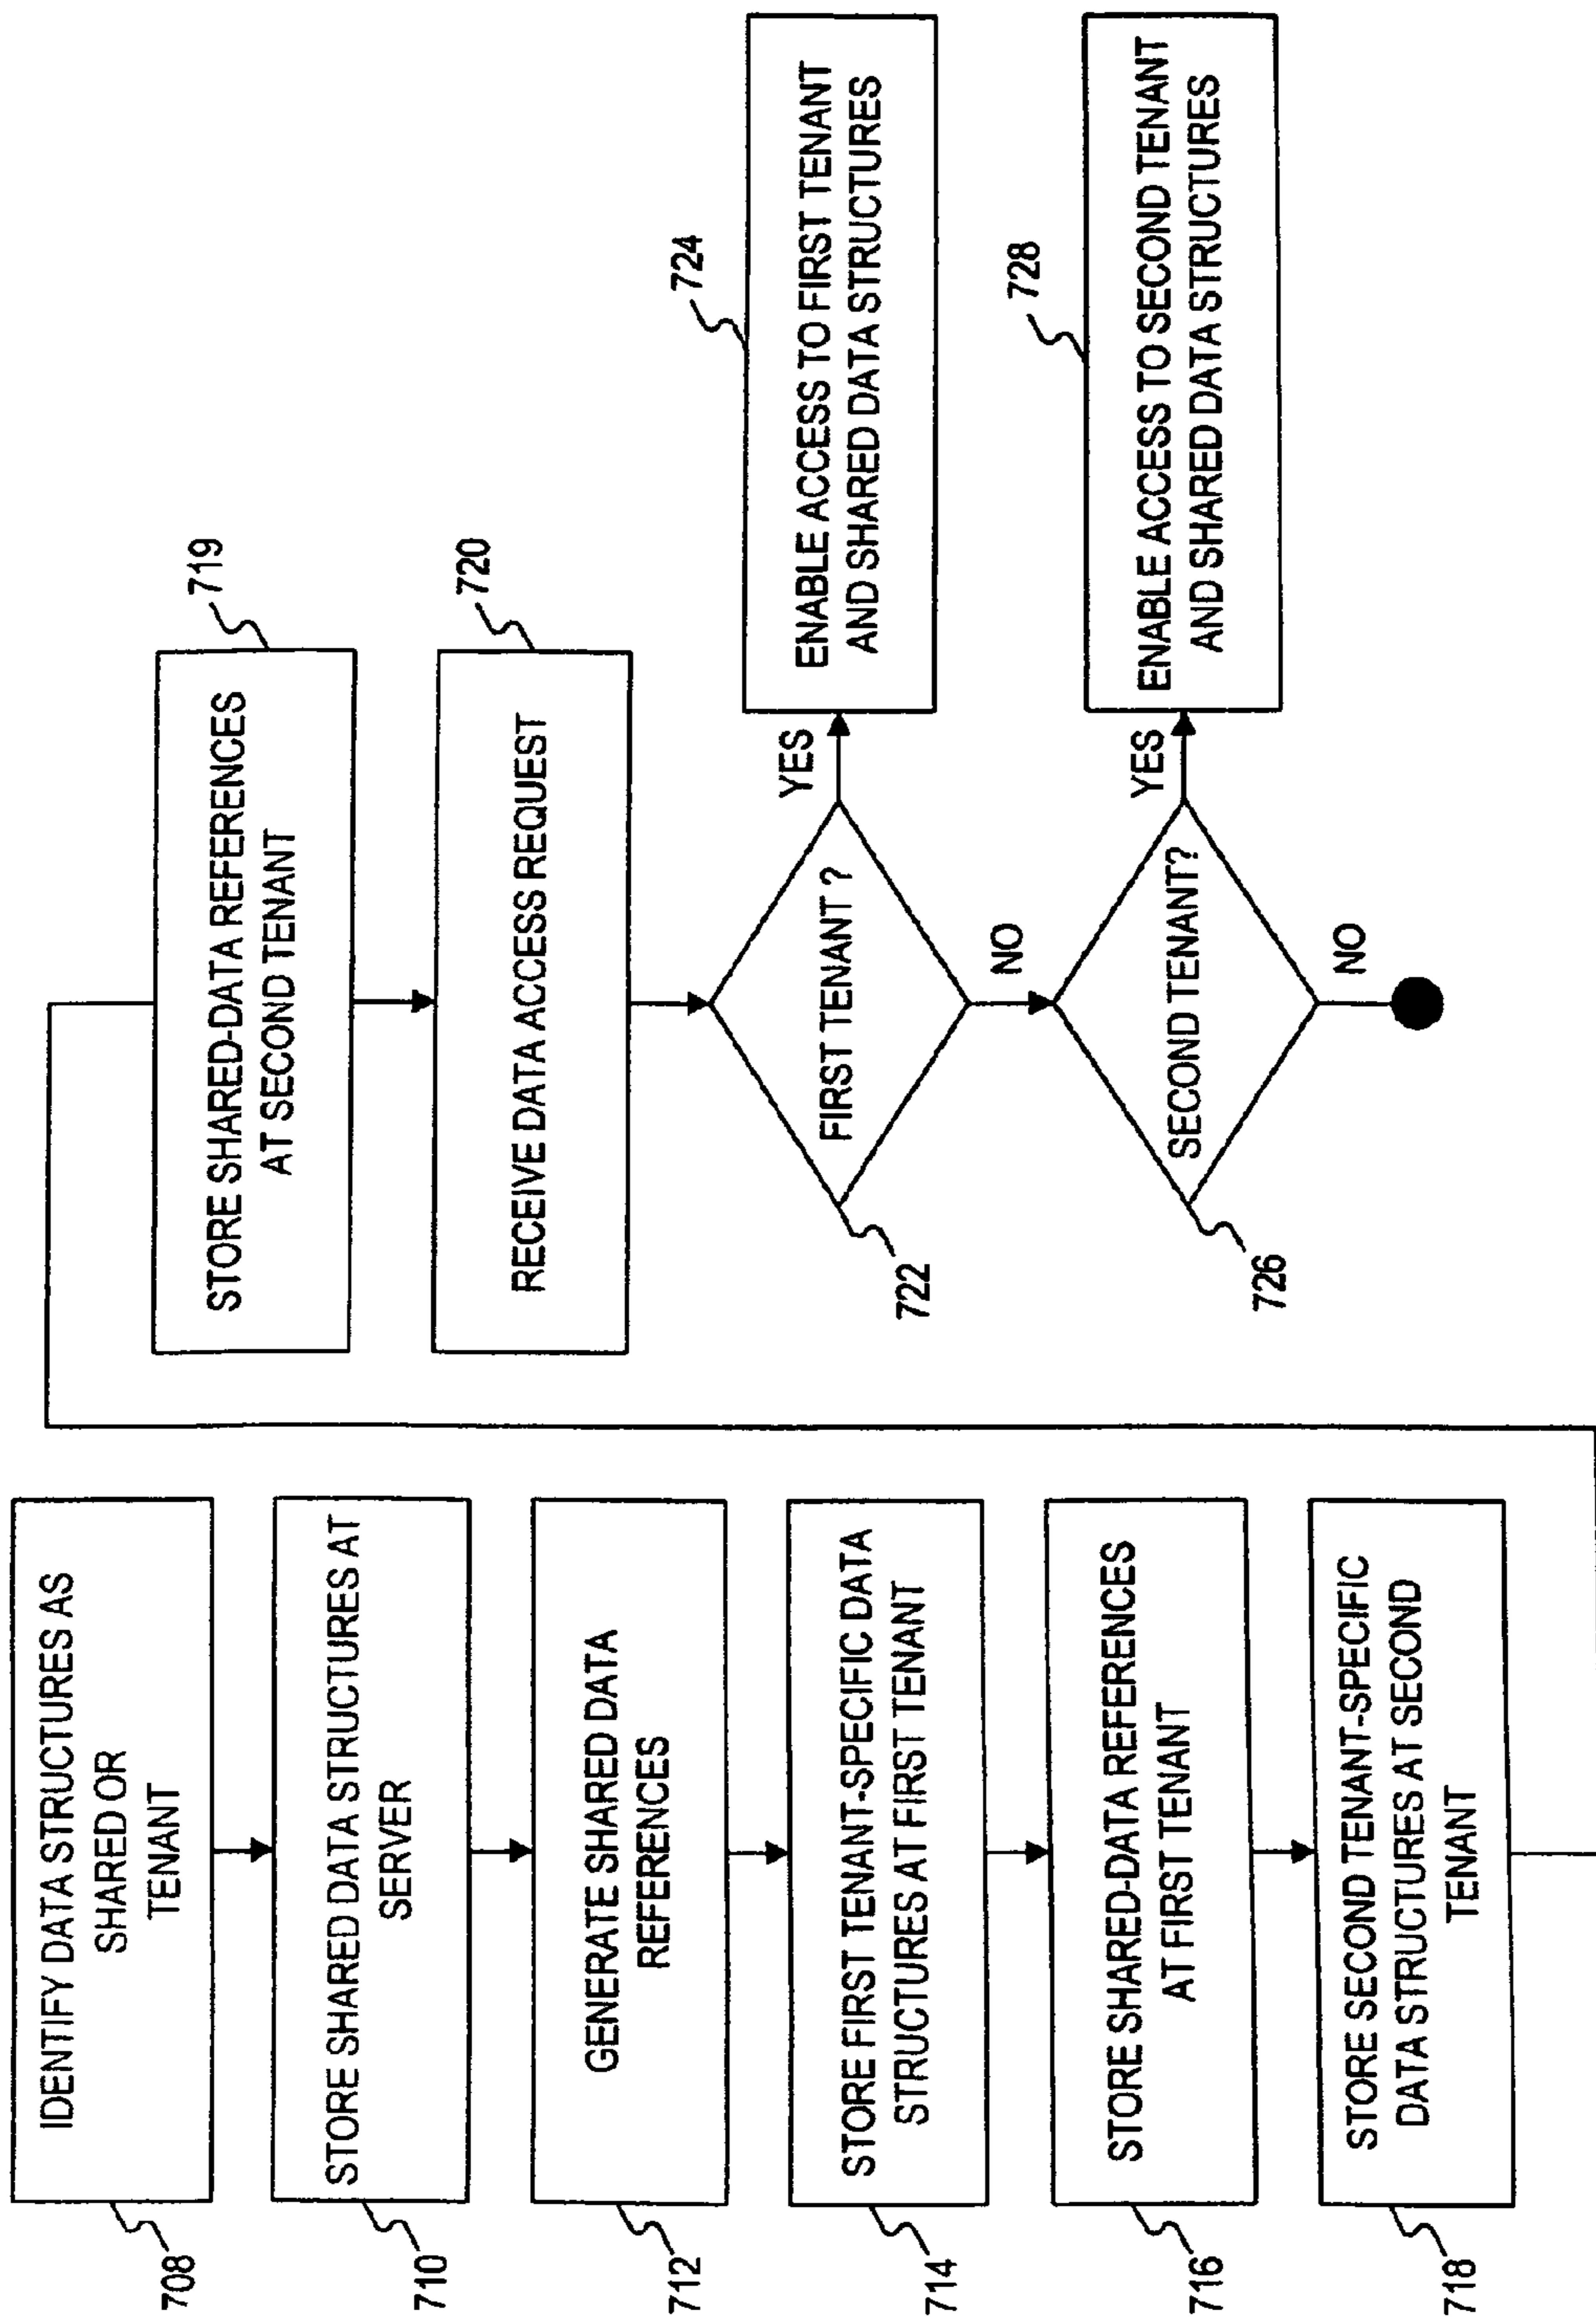 708
IDENTIFY DATA STRUCTURES AS
SHARED OR
TENANT
710
STORE SHARED DATA STRUCTURES AT
SERVER
712
GENERATE SHARED DATA
REFERENCES
714
STORE FIRST TENANT-SPECIFIC DATA
STRUCTURES AT FIRST TENANT
716
STORE SHARED-DATA REFERENCES
AT FIRST TENANT
718
STORE SECOND TENANT-SPECIFIC
DATA STRUCTURES AT SECOND
TENANT
719
STORE SHARED-DATA REFERENCES
AT SECOND TENANT
720
RECEIVE DATA ACCESS REQUEST
722
FIRST TENANT ?
YES
724
ENABLE ACCESS TO FIRST TENANT
AND SHARED DATA STRUCTURES
NO
726
SECOND TENANT?
YES
728
ENABLE ACCESS TO SECOND TENANT
AND SHARED DATA STRUCTURES
NO